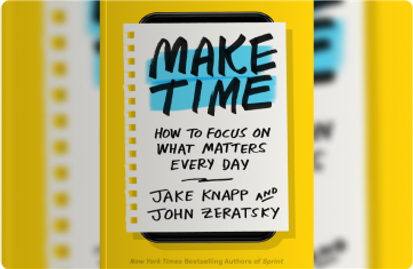 MAKE
TIME
HOW TO FOCUS ON
WHAT MATTERS
EVERY DAY
JAKE KNAPP AND
JOHN ZERATSKY
New York Times Bestselling Authors of Sprint